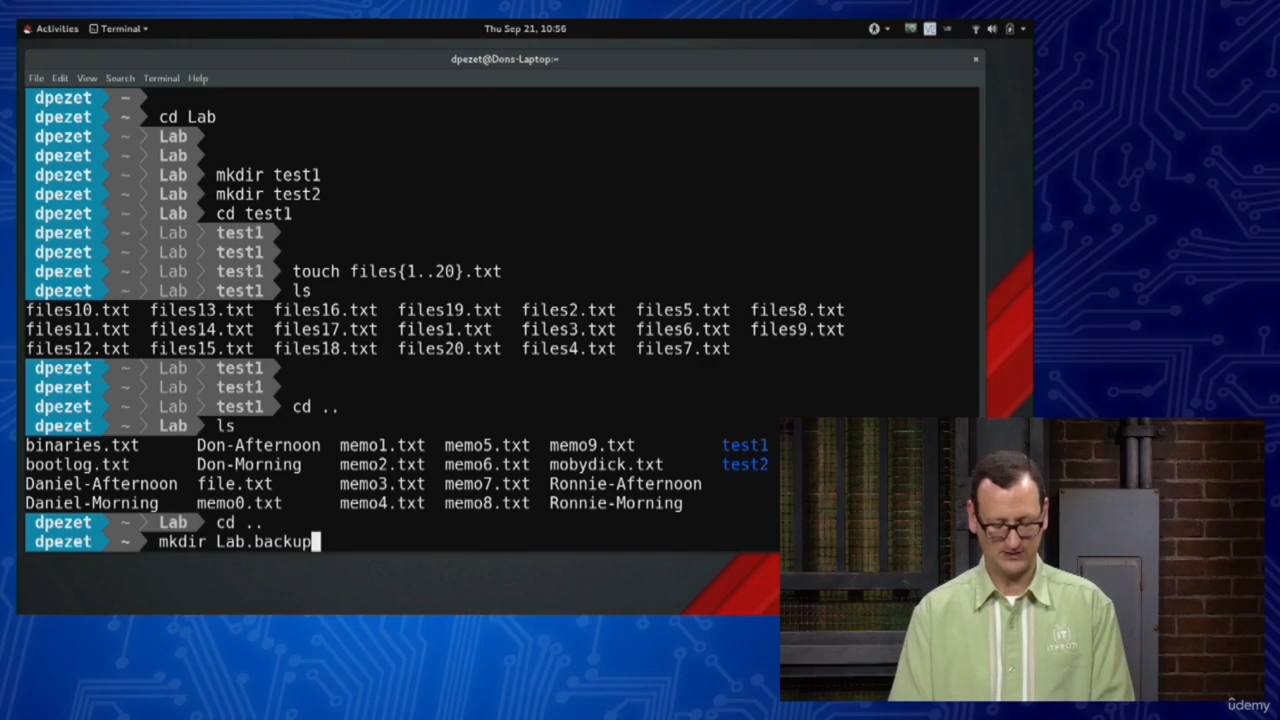 Activities Terminal Thu Sep 21, 10:56
dpezet@Dons-Laptop:~ ×
File Edit View Search Terminal Help
dpezet ~
dpezet ~ cd Lab
dpezet ~ Lab
dpezet ~ Lab
dpezet ~ Lab mkdir test1
dpezet ~ Lab mkdir test2
dpezet ~ Lab cd test1
dpezet ~ Lab test1
dpezet ~ Lab test1
dpezet ~ Lab test1 touch files{1..20}.txt
dpezet ~ Lab test1 ls
files10.txt files13.txt files16.txt files19.txt files2.txt files5.txt files8.txt
files11.txt files14.txt files17.txt files1.txt files3.txt files6.txt files9.txt
files12.txt files15.txt files18.txt files20.txt files4.txt files7.txt
dpezet ~ Lab test1
dpezet ~ Lab test1
dpezet ~ Lab test1 cd ..
dpezet ~ Lab ls
binaries.txt Don-Afternoon memo1.txt memo5.txt memo9.txt test1
bootlog.txt Don-Morning memo2.txt memo6.txt mobydick.txt test2
Daniel-Afternoon file.txt memo3.txt memo7.txt Ronnie-Afternoon
Daniel-Morning memo0.txt memo4.txt memo8.txt Ronnie-Morning
dpezet ~ Lab cd ..
dpezet ~ mkdir Lab.backup
IT
ITPROTV
udemy